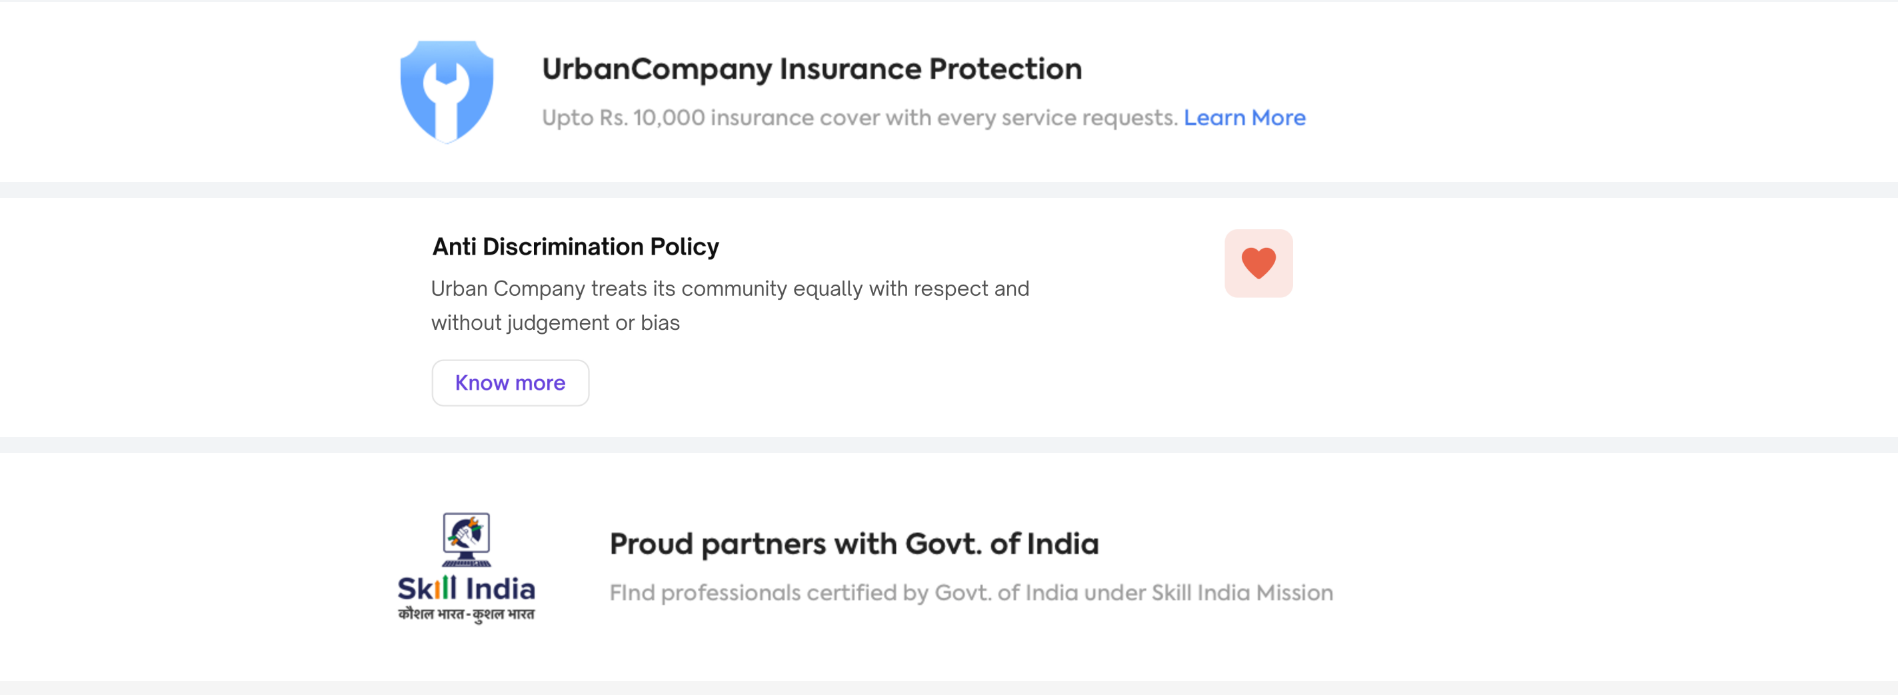 UrbanCompany Insurance Protection
Upto Rs. 10,000 insurance cover with every service requests. Learn More
Anti Discrimination Policy
Urban Company treats its community equally with respect and
without judgement or bias
Know more
Skill India
कौशल भारत-कुशल भारत
Proud partners with Govt. of India
FInd professionals certified by Govt. of India under Skill India Mission